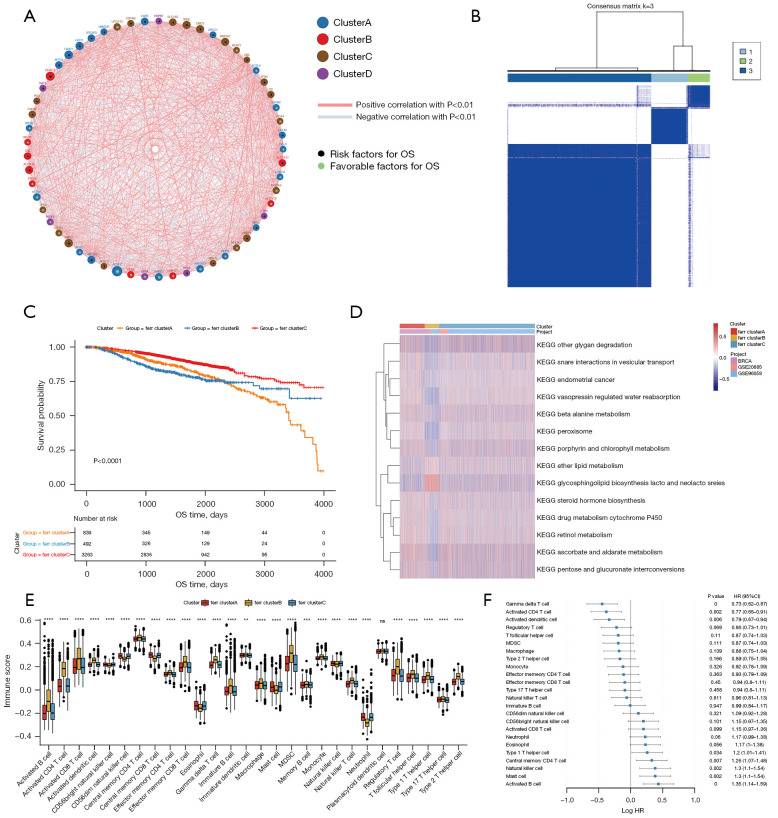 A
ClusterA
ClusterB
ClusterC
ClusterD
Positive correlation with P<0.01
Negative correlation with P<0.01
Risk factors for OS
Favorable factors for OS
B
Consensus matrix k=3
1
2
3
C
Cluster
Group = ferr clusterA
Group = ferr clusterB
Group = ferr clusterC
Survival probability
1.00
0.75
0.50
0.25
0.00
P<0.0001
0 1000 2000 3000 4000
OS time, days
Number at risk
Cluster
Group = ferr clusterA 839 345 149 44 0
Group = ferr clusterB 492 326 129 24 0
Group = ferr clusterC 3263 2836 942 95 0
0 1000 2000 3000 4000
OS time, days
D
Cluster
Project
KEGG other glygan degradation
KEGG snare interactions in vesicular transport
KEGG endometrial cancer
KEGG vasopressin regulated water reabsorption
KEGG beta alanine metabolism
KEGG peroxisome
KEGG porphyrin and chlorophyll metabolism
KEGG ether lipid metabolism
KEGG glycosphingolipid biosynthesis lacto and neolacto sreies
KEGG steroid hormone biosynthesis
KEGG drug metabolism cytochrome P450
KEGG retinol metabolism
KEGG ascorbate and aldarate metabolism
KEGG pentose and glucuronate interconversions
0.5
0.0
−0.5
Cluster
ferr clusterA
ferr clusterB
ferr clusterC
Project
BRCA
GSE20685
GSE96058
E
Cluster
ferr clusterA
ferr clusterB
ferr clusterC
Immune score
0.6
0.4
0.2
0.0
−0.2
−0.4
ns
Activated B cell
Activated CD4 T cell
Activated CD8 T cell
Activated dendritic cell
CD56bright natural killer cell
CD56dim natural killer cell
Central memory CD4 T cell
Central memory CD8 T cell
Effector memory CD4 T cell
Effector memory CD8 T cell
Eosinophil
Gamma delta T cell
Immature B cell
Immature dendritic cell
Macrophage
Mast cell
MDSC
Memory B cell
Monocyte
Natural killer cell
Natural killer T cell
Neutrophil
Plasmacytoid dendritic cell
Regulatory T cell
T follicular helper cell
Type 1 T helper cell
Type 17 T helper cell
Type 2 T helper cell
F
P value HR (95%CI)
Gamma delta T cell 0 0.73 (0.62–0.87)
Activated CD4 T cell 0.002 0.77 (0.65–0.91)
Activated dendritic cell 0.006 0.79 (0.67–0.94)
Regulatory T cell 0.069 0.86 (0.73–1.01)
T follicular helper cell 0.11 0.87 (0.74–1.03)
MDSC 0.111 0.87 (0.74–1.03)
Macrophage 0.139 0.88 (0.75–1.04)
Type 2 T helper cell 0.166 0.89 (0.75–1.05)
Monocyte 0.326 0.92 (0.78–1.09)
Effector memeory CD4 T cell 0.363 0.93 (0.79–1.09)
Effector memeory CD8 T cell 0.45 0.94 (0.8–1.11)
Type 17 T helper cell 0.458 0.94 (0.8–1.11)
Natural killer T cell 0.611 0.96 (0.81–1.13)
Immature B cell 0.947 0.99 (0.84–1.17)
CD56dim natural killer cell 0.321 1.09 (0.92–1.28)
CD56bright natural killer cell 0.101 1.15 (0.97–1.35)
Activated CD8 T cell 0.099 1.15 (0.97–1.36)
Neutrophil 0.06 1.17 (0.99–1.38)
Eosinophil 0.056 1.17 (1–1.38)
Type 1 T helper cell 0.034 1.2 (1.01–1.41)
Central memory CD4 T cell 0.007 1.26 (1.07–1.48)
Natural killer cell 0.002 1.3 (1.1–1.54)
Mast cell 0.002 1.3 (1.1–1.54)
Activated B cell 0 1.35 (1.14–1.59)
−1.0 −0.5 0.0 0.5 1.0
Log HR